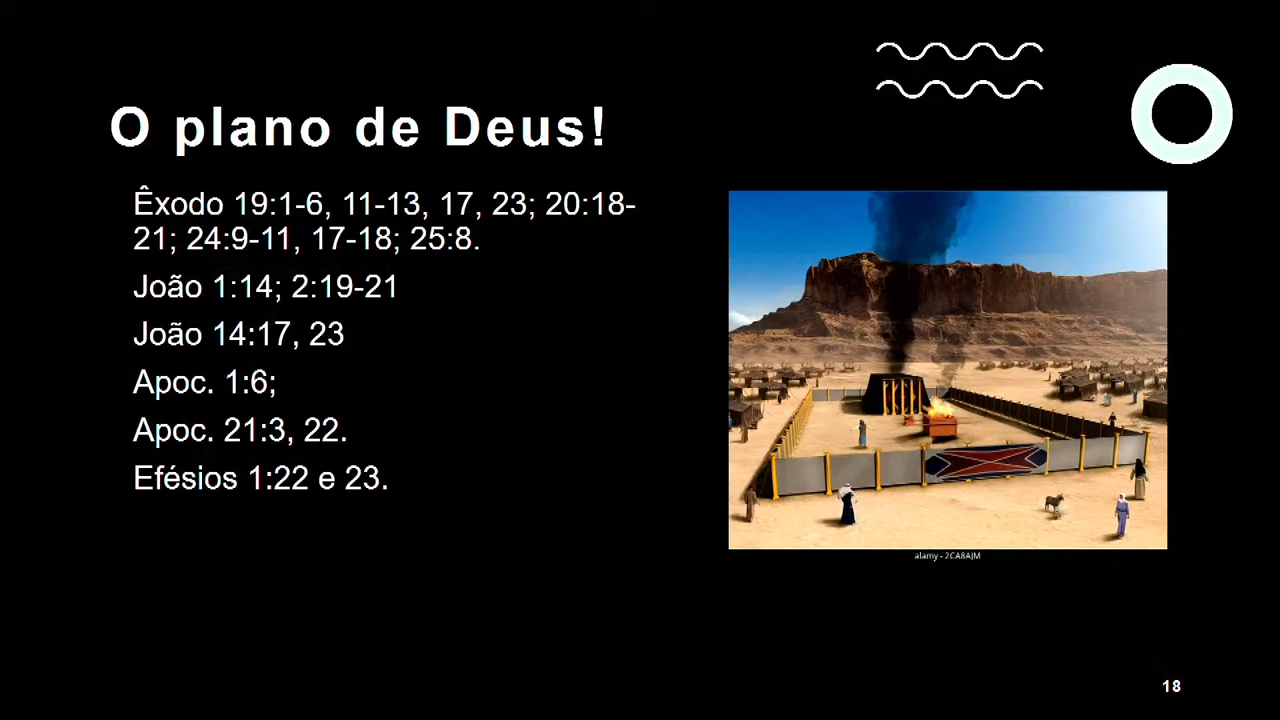 O plano de Deus!
Êxodo 19:1-6, 11-13, 17, 23; 20:18-
21; 24:9-11, 17-18; 25:8.
João 1:14; 2:19-21
João 14:17, 23
Apoc. 1:6;
Apoc. 21:3, 22.
Efésios 1:22 e 23.
alamy - 2CA8AJM
18